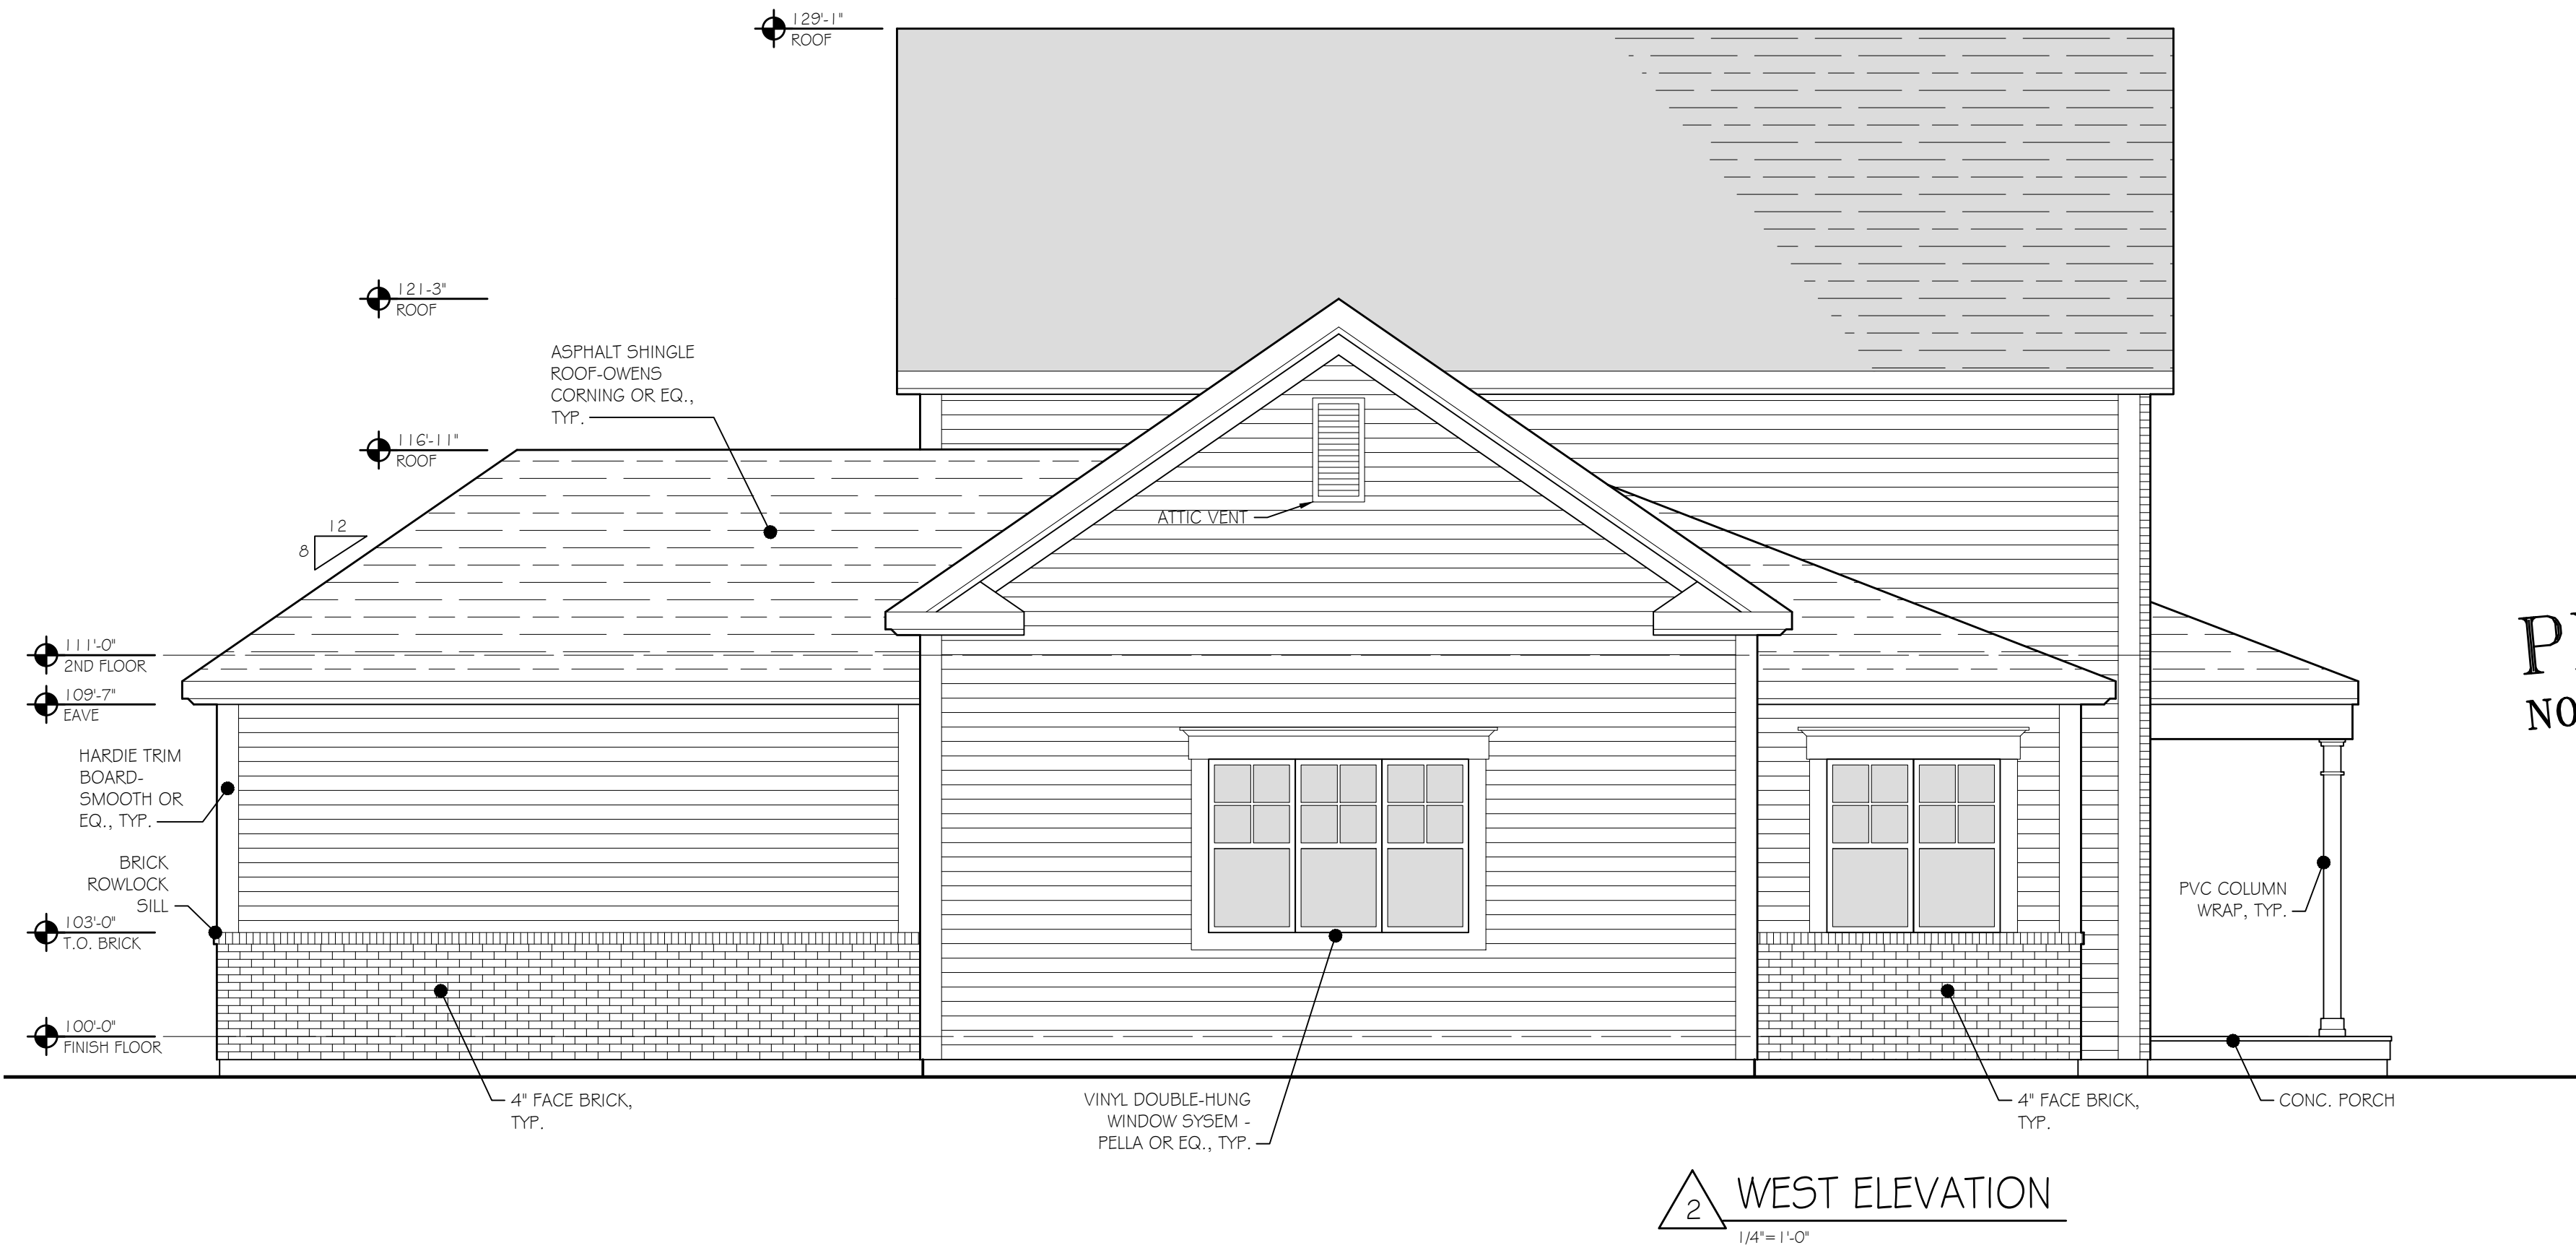 129'-1"
ROOF
121-3"
ROOF
ASPHALT SHINGLE
ROOF-OWENS
CORNING OR EQ.,
TYP.
116'-11"
ROOF
ATTIC VENT
12
8
111'-0"
2ND FLOOR
109'-7"
EAVE
HARDIE TRIM
BOARD-
SMOOTH OR
EQ., TYP.
BRICK
ROWLOCK
SILL
103'-0"
T.O. BRICK
PVC COLUMN
WRAP, TYP.
100'-0"
FINISH FLOOR
4" FACE BRICK,
TYP.
VINYL DOUBLE-HUNG
WINDOW SYSEM -
PELLA OR EQ., TYP.
4" FACE BRICK,
TYP.
CONC. PORCH
2
WEST ELEVATION
1/4"=1'-0"